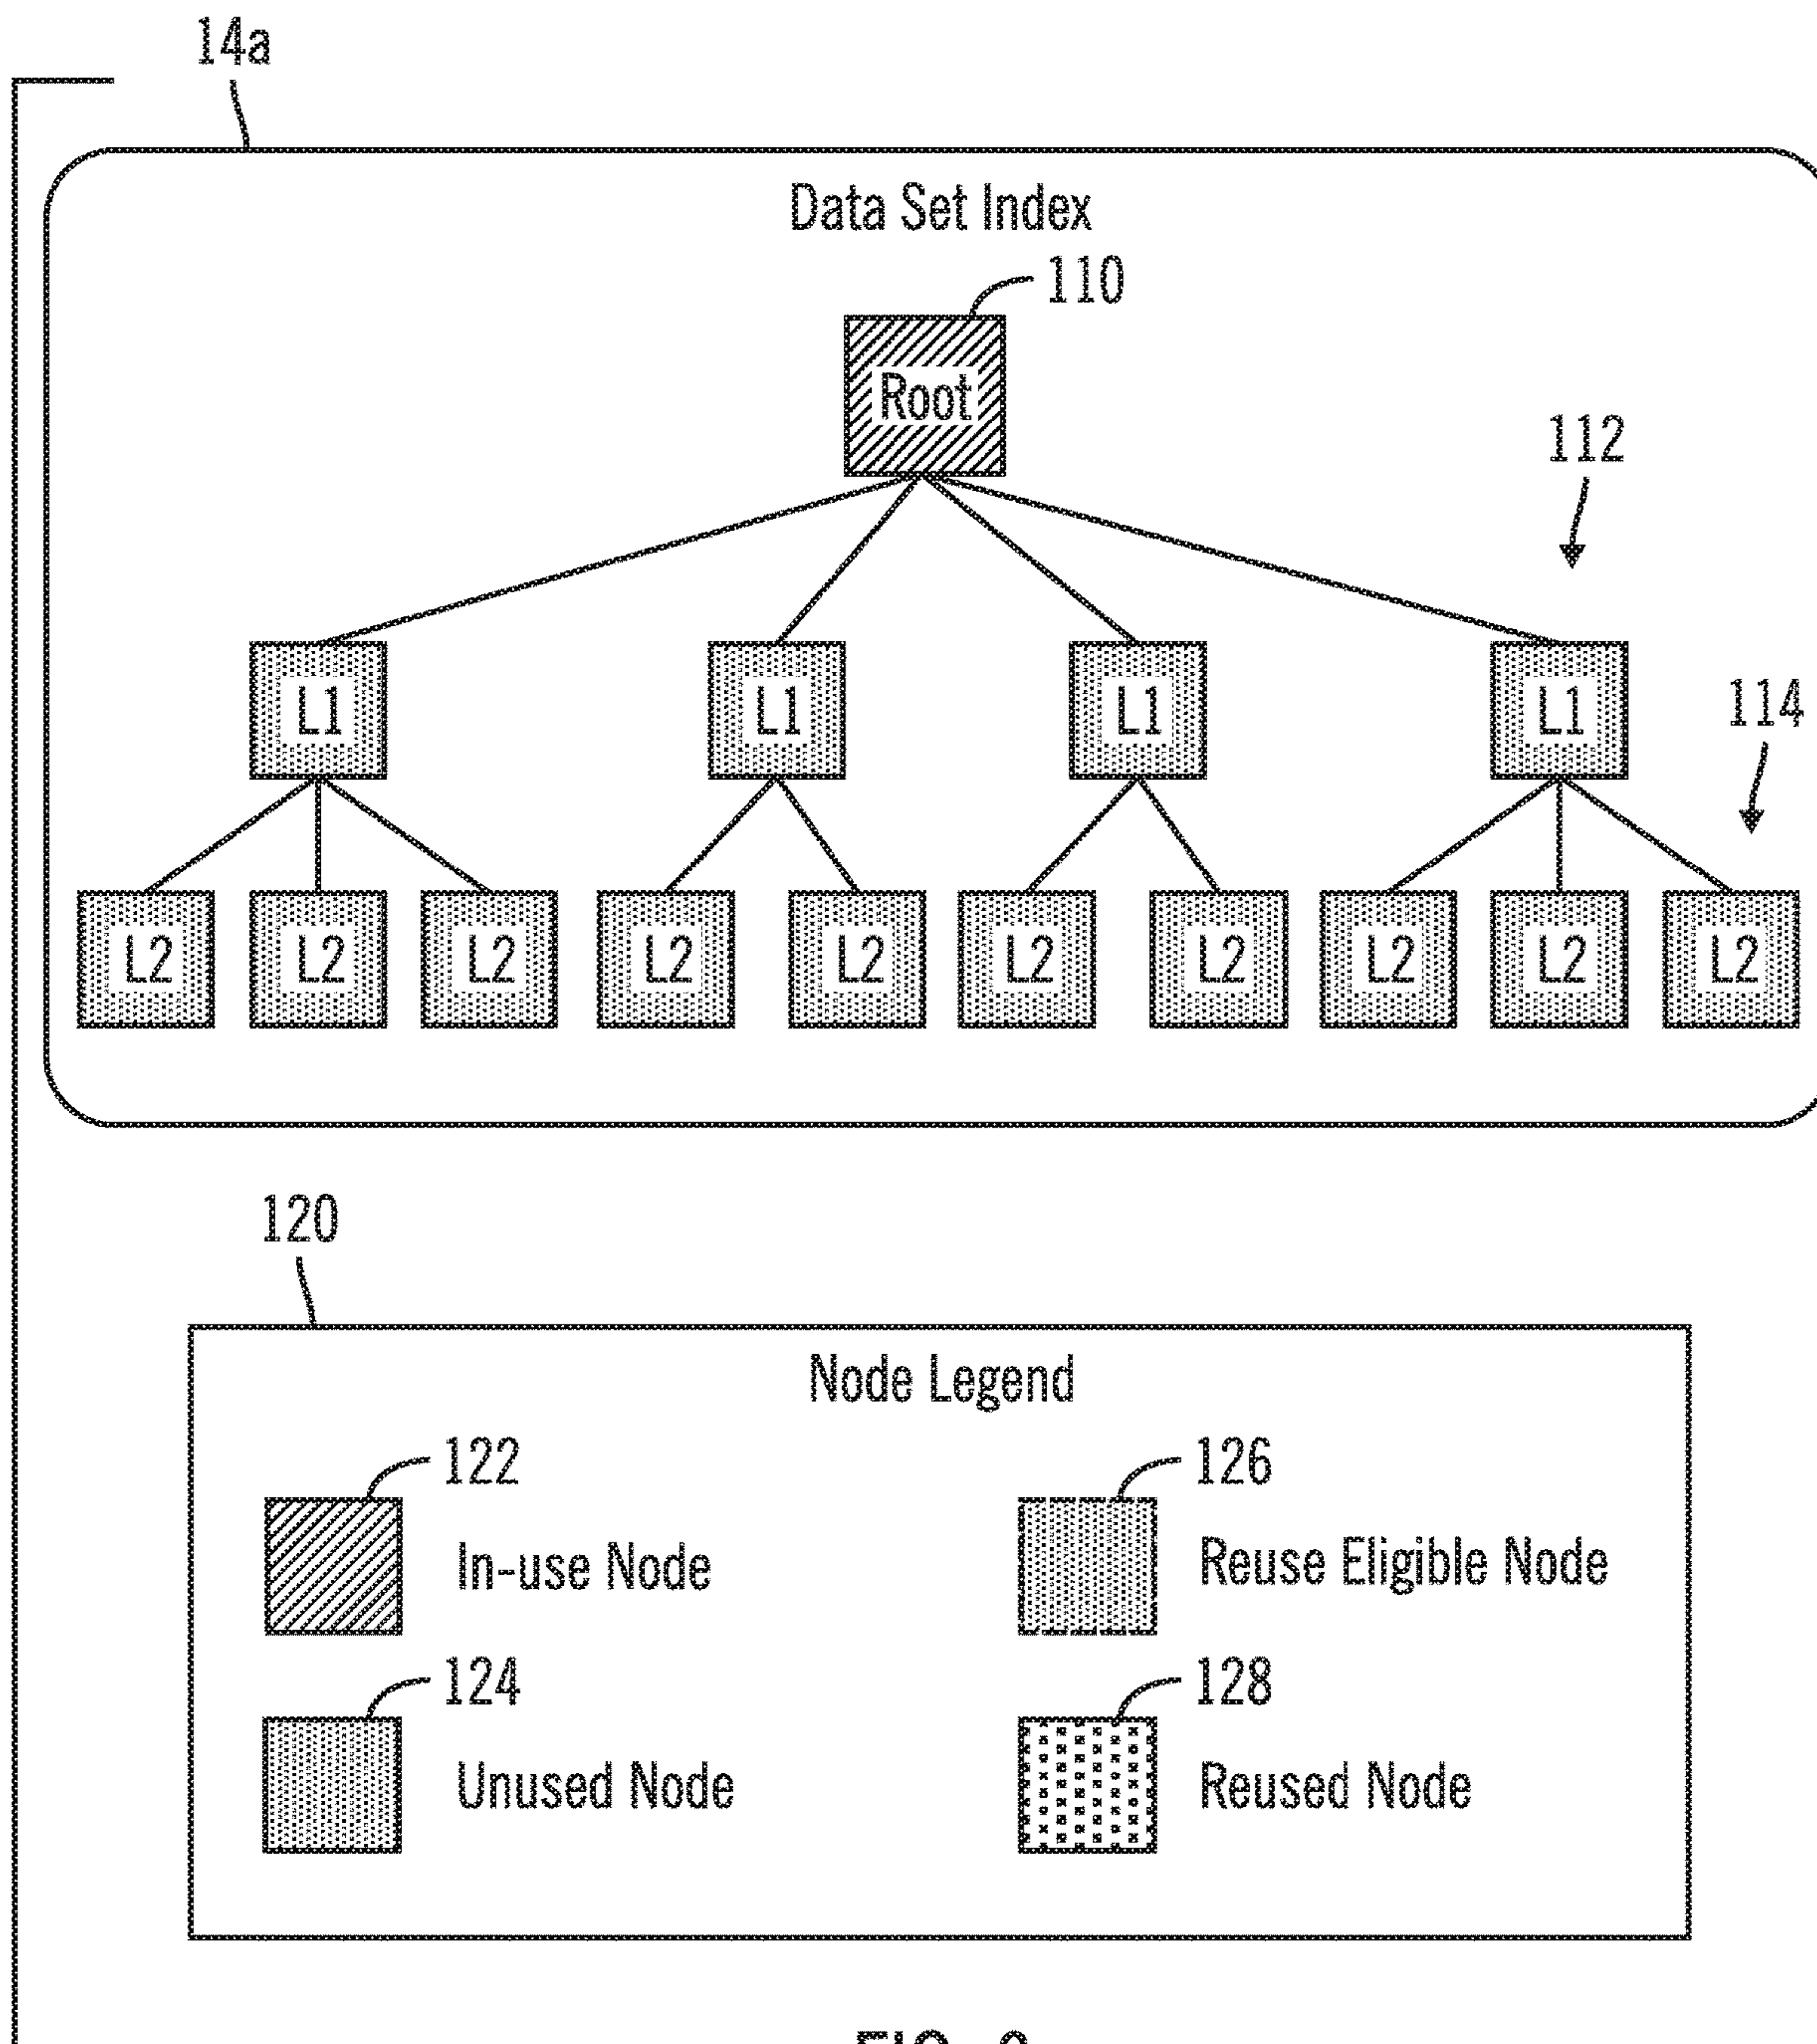 14a
Data Set Index
110
Root
112
L1 L1 L1 L1
114
L2 L2 L2 L2 L2 L2 L2 L2 L2 L2
120
Node Legend
122
In-use Node
126
Reuse Eligible Node
124
Unused Node
128
Reused Node
FIG.